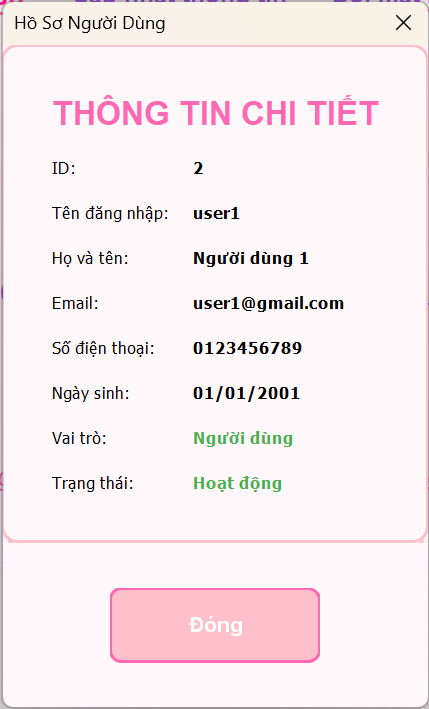 Hồ Sơ Người Dùng
THÔNG TIN CHI TIẾT
ID: 2
Tên đăng nhập: user1
Họ và tên: Người dùng 1
Email: user1@gmail.com
Số điện thoại: 0123456789
Ngày sinh: 01/01/2001
Vai trò: Người dùng
Trạng thái: Hoạt động
Đóng